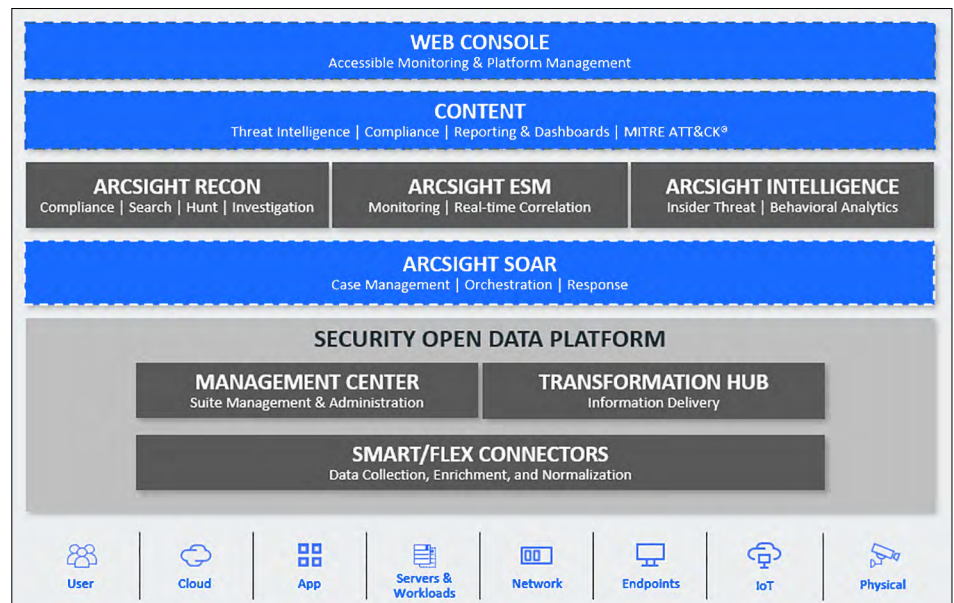 WEB CONSOLE
Accessible Monitoring & Platform Management
CONTENT
Threat Intelligence | Compliance | Reporting & Dashboards | MITRE ATT&CK®
ARCSIGHT RECON
Compliance | Search | Hunt | Investigation
ARCSIGHT ESM
Monitoring | Real-time Correlation
ARCSIGHT INTELLIGENCE
Insider Threat | Behavioral Analytics
ARCSIGHT SOAR
Case Management | Orchestration | Response
SECURITY OPEN DATA PLATFORM
MANAGEMENT CENTER
Suite Management & Administration
TRANSFORMATION HUB
Information Delivery
SMART/FLEX CONNECTORS
Data Collection, Enrichment, and Normalization
User
Cloud
App
Servers &
Workloads
Network
Endpoints
IoT
Physical